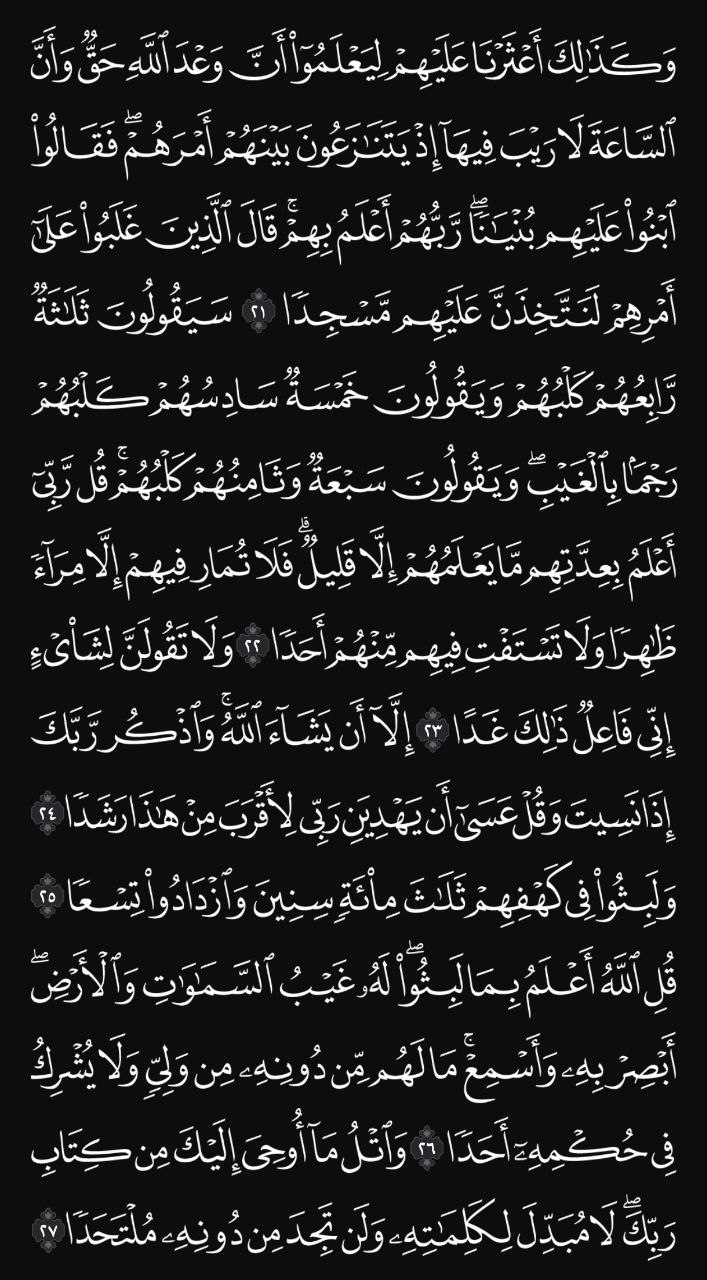 وَكَذَٰلِكَ أَعْثَرْنَا عَلَيْهِمْ لِيَعْلَمُوٓا۟ أَنَّ وَعْدَ ٱللَّهِ حَقٌّ وَأَنَّ
ٱلسَّاعَةَ لَا رَيْبَ فِيهَآ إِذْ يَتَنَٰزَعُونَ بَيْنَهُمْ أَمْرَهُمْ ۖ فَقَالُوا۟
ٱبْنُوا۟ عَلَيْهِم بُنْيَٰنًا ۖ رَّبُّهُمْ أَعْلَمُ بِهِمْ ۚ قَالَ ٱلَّذِينَ غَلَبُوا۟ عَلَىٰٓ
أَمْرِهِمْ لَنَتَّخِذَنَّ عَلَيْهِم مَّسْجِدًا ٢١ سَيَقُولُونَ ثَلَٰثَةٌ
رَّابِعُهُمْ كَلْبُهُمْ وَيَقُولُونَ خَمْسَةٌ سَادِسُهُمْ كَلْبُهُمْ
رَجْمًۢا بِٱلْغَيْبِ ۖ وَيَقُولُونَ سَبْعَةٌ وَثَامِنُهُمْ كَلْبُهُمْ ۚ قُل رَّبِّىٓ
أَعْلَمُ بِعِدَّتِهِم مَّا يَعْلَمُهُمْ إِلَّا قَلِيلٌ ۗ فَلَا تُمَارِ فِيهِمْ إِلَّا مِرَآءً
ظَٰهِرًا وَلَا تَسْتَفْتِ فِيهِم مِّنْهُمْ أَحَدًا ٢٢ وَلَا تَقُولَنَّ لِشَا۟ىْءٍ
إِنِّى فَاعِلٌ ذَٰلِكَ غَدًا ٢٣ إِلَّآ أَن يَشَآءَ ٱللَّهُ ۚ وَٱذْكُر رَّبَّكَ
إِذَا نَسِيتَ وَقُلْ عَسَىٰٓ أَن يَهْدِيَنِ رَبِّى لِأَقْرَبَ مِنْ هَٰذَا رَشَدًا ٢٤
وَلَبِثُوا۟ فِى كَهْفِهِمْ ثَلَٰثَ مِا۟ئَةٍ سِنِينَ وَٱزْدَادُوا۟ تِسْعًا ٢٥
قُلِ ٱللَّهُ أَعْلَمُ بِمَا لَبِثُوا۟ ۖ لَهُۥ غَيْبُ ٱلسَّمَٰوَٰتِ وَٱلْأَرْضِ ۖ
أَبْصِرْ بِهِۦ وَأَسْمِعْ ۚ مَا لَهُم مِّن دُونِهِۦ مِن وَلِىٍّ وَلَا يُشْرِكُ
فِى حُكْمِهِۦٓ أَحَدًا ٢٦ وَٱتْلُ مَآ أُوحِىَ إِلَيْكَ مِن كِتَابِ
رَبِّكَ ۖ لَا مُبَدِّلَ لِكَلِمَٰتِهِۦ وَلَن تَجِدَ مِن دُونِهِۦ مُلْتَحَدًا ٢٧